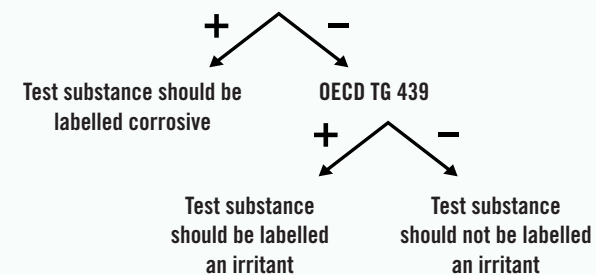 + −
Test substance should be
labelled corrosive
OECD TG 439
+ −
Test substance
should be labelled
an irritant
Test substance
should not be labelled
an irritant